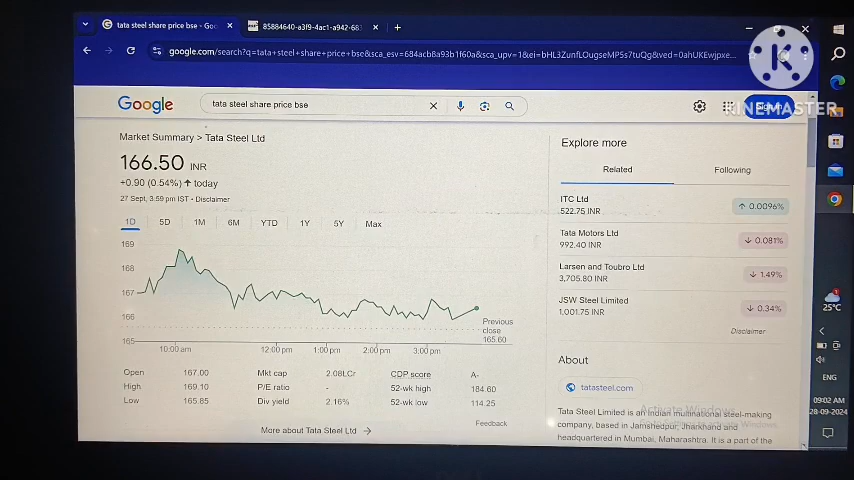 tata steel share price bse - Goo
85884640-a3f9-4ac1-a942-681
google.com/search?q=tata+steel+share+price+bse&sca_esv=684acb8a93b1f60a&sca_upv=1&ei=bHL3ZunfLOugseMP5s7tuQg&ved=0ahUKEwjpxe...
Google
tata steel share price bse
Sign in
KINEMASTER
Market Summary > Tata Steel Ltd
166.50 INR
+0.90 (0.54%) ↑ today
27 Sept, 3:59 pm IST • Disclaimer
1D 5D 1M 6M YTD 1Y 5Y Max
169
168
167
166
165
Previous
close
165.60
10:00 am 12:00 pm 1:00 pm 2:00 pm 3:00 pm
Open 167.00 Mkt cap 2.08LCr CDP score A-
High 169.10 P/E ratio - 52-wk high 184.60
Low 165.85 Div yield 2.16% 52-wk low 114.25
Feedback
More about Tata Steel Ltd →
Explore more
Related Following
ITC Ltd
522.75 INR ↑ 0.0096%
Tata Motors Ltd
992.40 INR ↓ 0.081%
Larsen and Toubro Ltd
3,705.80 INR ↓ 1.49%
JSW Steel Limited
1,001.75 INR ↓ 0.34%
Disclaimer
About
tatasteel.com
Tata Steel Limited is an Indian multinational steel-making
company, based in Jamshedpur, Jharkhand and
headquartered in Mumbai, Maharashtra. It is a part of the
Activate Windows
25°C
ENG
09:02 AM
28-09-2024